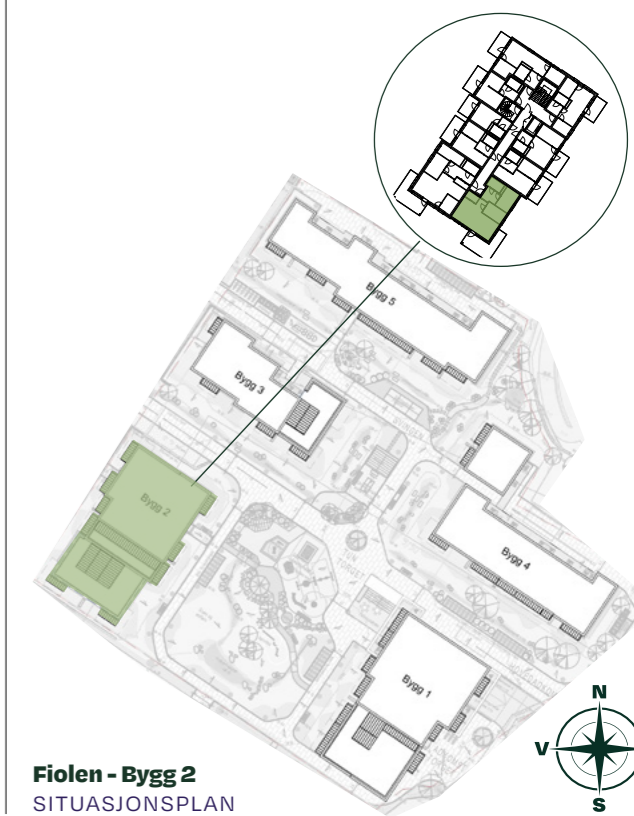 Bygg 5
Bygg 3
Bygg 2
Bygg 4
Bygg 1
N
V
S
Fiolen - Bygg 2
SITUASJONSPLAN